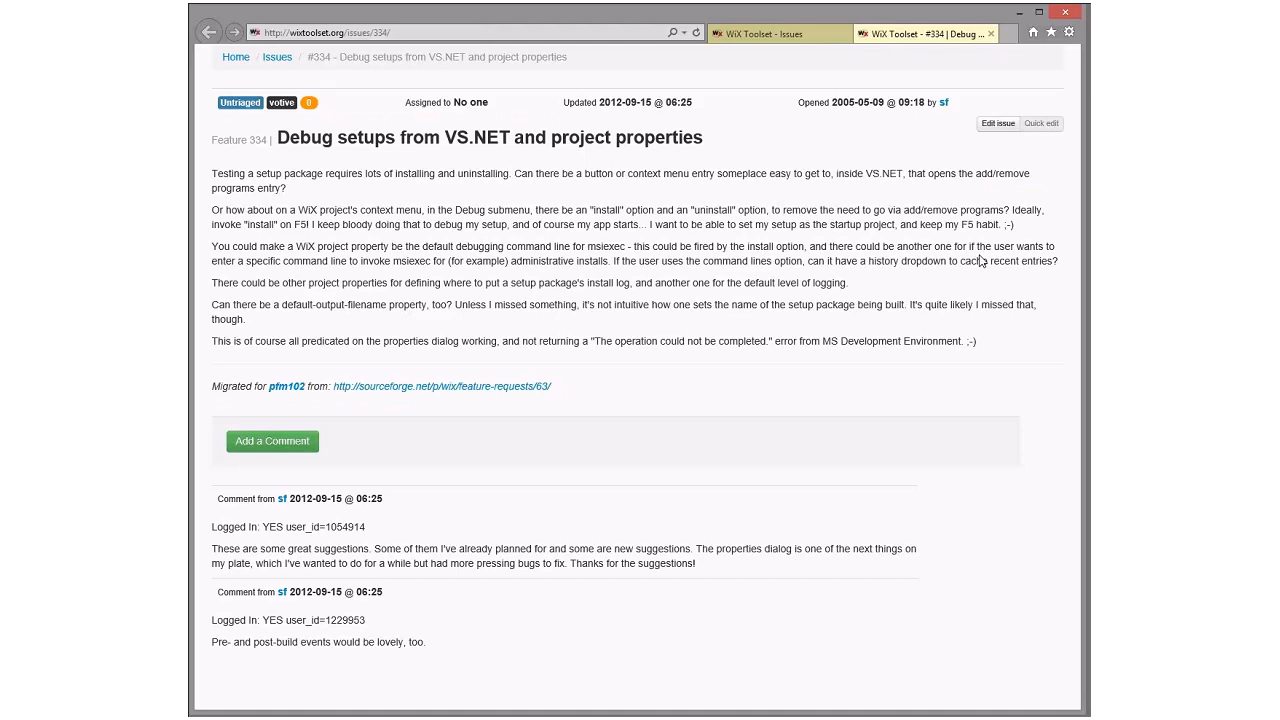 http://wixtoolset.org/issues/334/
WiX Toolset - Issues
WiX Toolset - #334 | Debug ...
Home / Issues / #334 - Debug setups from VS.NET and project properties
Untriaged votive 0 Assigned to No one Updated 2012-09-15 @ 06:25 Opened 2005-05-09 @ 09:18 by sf
Edit issue Quick edit
Feature 334 | Debug setups from VS.NET and project properties
Testing a setup package requires lots of installing and uninstalling. Can there be a button or context menu entry someplace easy to get to, inside VS.NET, that opens the add/remove
programs entry?
Or how about on a WiX project's context menu, in the Debug submenu, there be an "install" option and an "uninstall" option, to remove the need to go via add/remove programs? Ideally,
invoke "install" on F5! I keep bloody doing that to debug my setup, and of course my app starts... I want to be able to set my setup as the startup project, and keep my F5 habit. ;-)
You could make a WiX project property be the default debugging command line for msiexec - this could be fired by the install option, and there could be another one for if the user wants to
enter a specific command line to invoke msiexec for (for example) administrative installs. If the user uses the command lines option, can it have a history dropdown to cache recent entries?
There could be other project properties for defining where to put a setup package's install log, and another one for the default level of logging.
Can there be a default-output-filename property, too? Unless I missed something, it's not intuitive how one sets the name of the setup package being built. It's quite likely I missed that,
though.
This is of course all predicated on the properties dialog working, and not returning a "The operation could not be completed." error from MS Development Environment. ;-)
Migrated for pfm102 from: http://sourceforge.net/p/wix/feature-requests/63/
Add a Comment
Comment from sf 2012-09-15 @ 06:25
Logged In: YES user_id=1054914
These are some great suggestions. Some of them I've already planned for and some are new suggestions. The properties dialog is one of the next things on
my plate, which I've wanted to do for a while but had more pressing bugs to fix. Thanks for the suggestions!
Comment from sf 2012-09-15 @ 06:25
Logged In: YES user_id=1229953
Pre- and post-build events would be lovely, too.